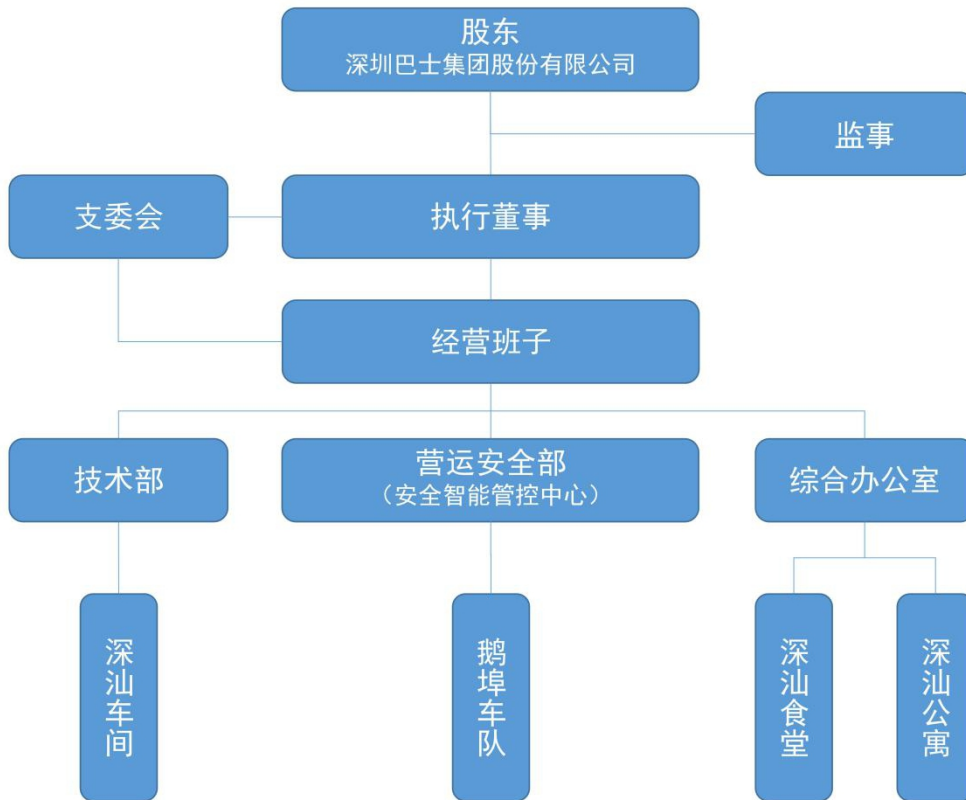 股东
深圳巴士集团股份有限公司
监事
支委会
执行董事
经营班子
技术部
营运安全部
（安全智能管控中心）
综合办公室
深汕车间
鹅埠车队
深汕食堂
深汕公寓